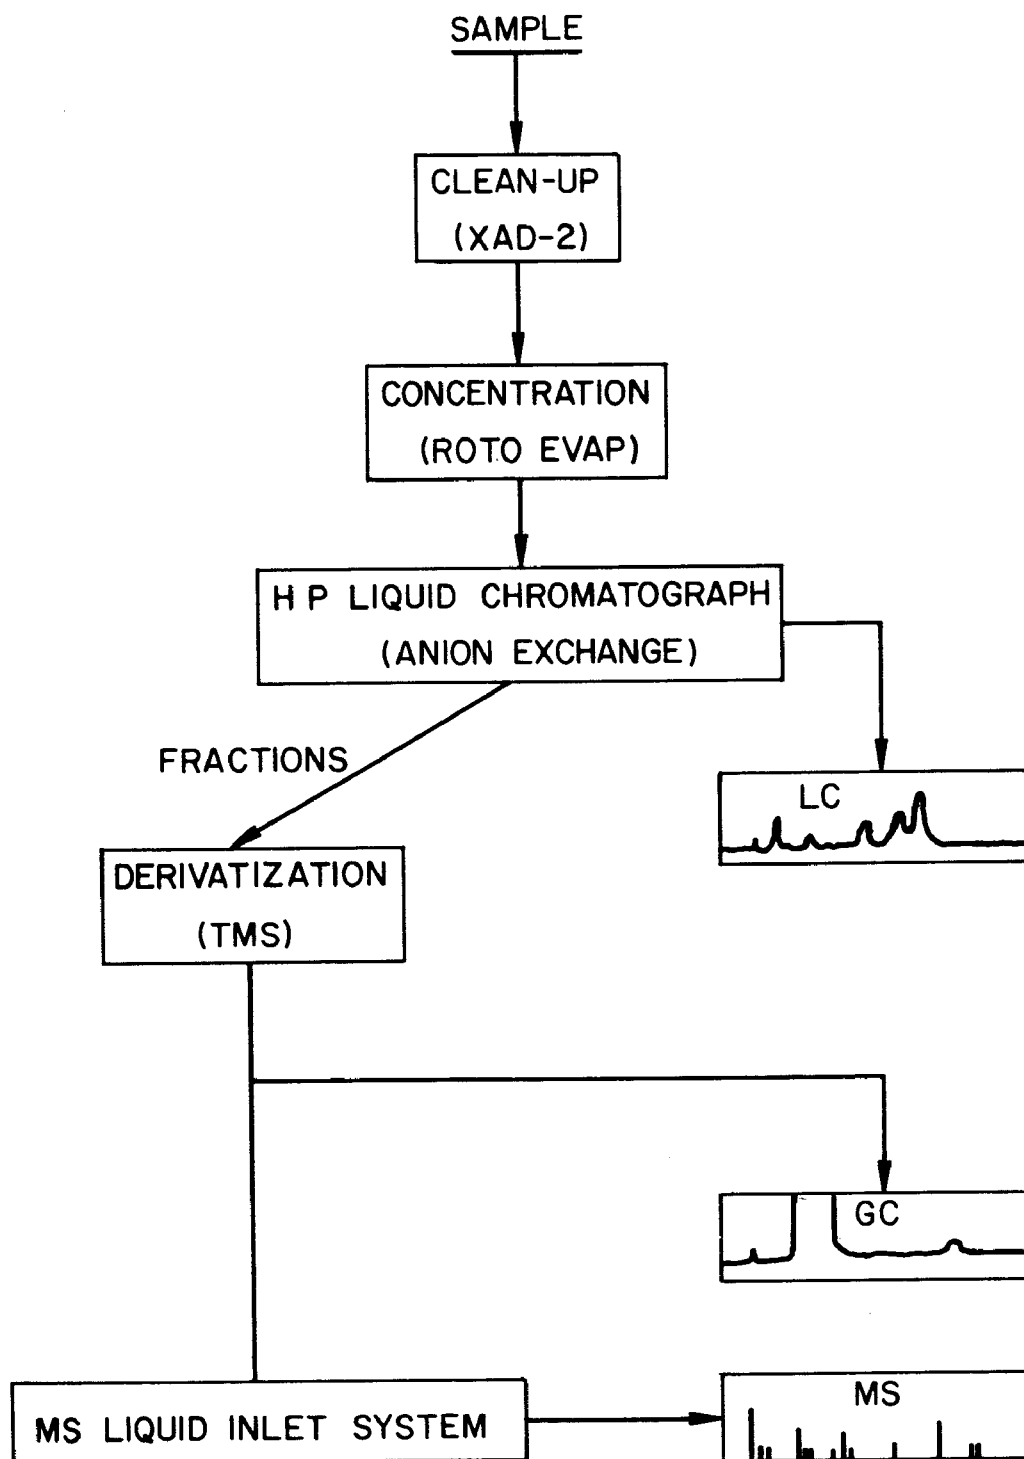 SAMPLE
CLEAN-UP
(XAD-2)
CONCENTRATION
(ROTO EVAP)
H P LIQUID CHROMATOGRAPH
(ANION EXCHANGE)
FRACTIONS
LC
DERIVATIZATION
(TMS)
GC
MS
MS LIQUID INLET SYSTEM